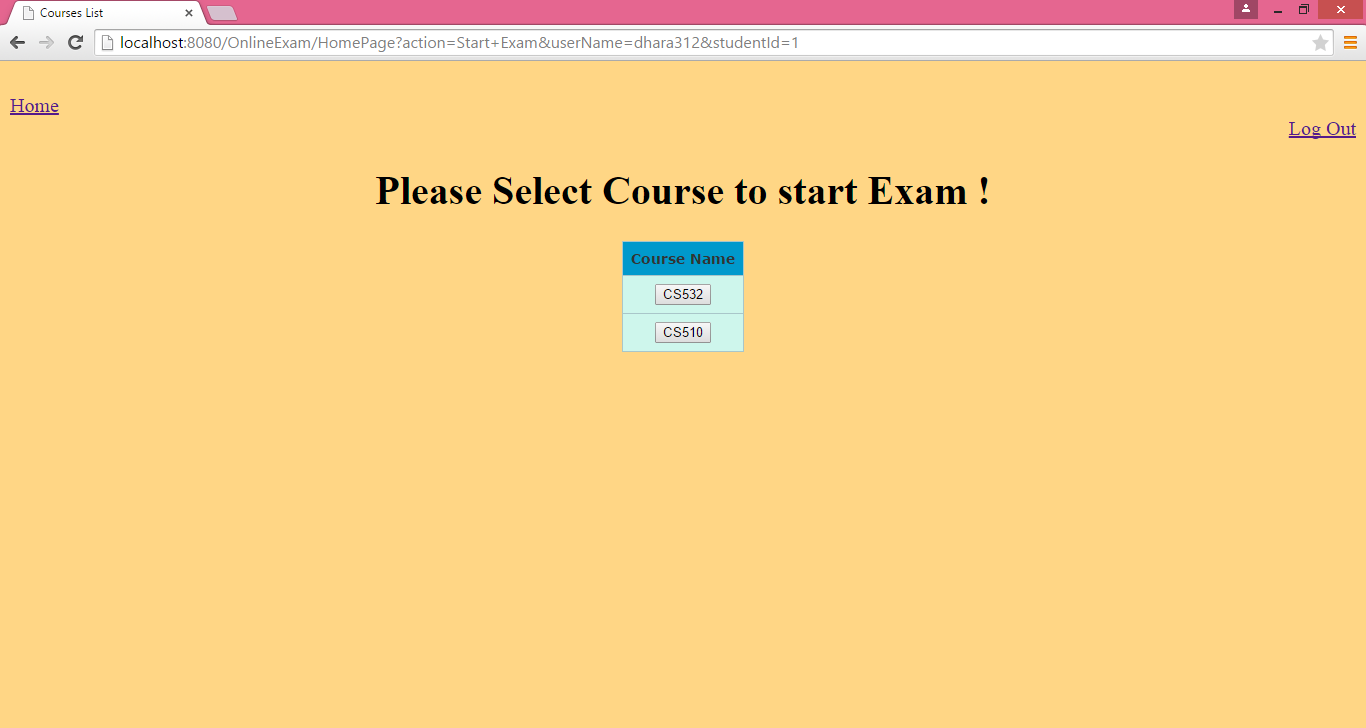 Courses List
localhost:8080/OnlineExam/HomePage?action=Start+Exam&userName=dhara312&studentId=1
Home
Log Out
Please Select Course to start Exam !
Course Name
CS532
CS510